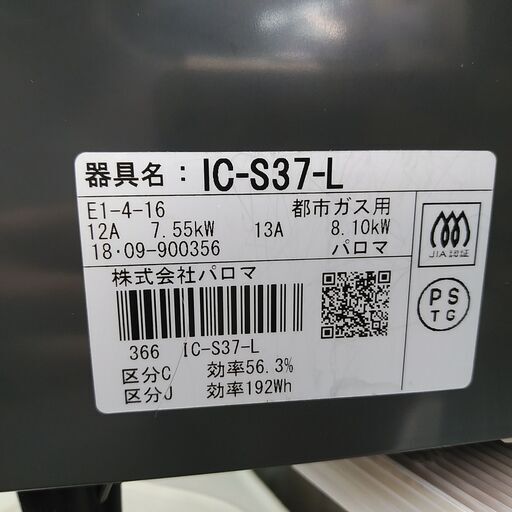 器具名：IC-S37-L
E1-4-16 都市ガス用
12A 7.55kW 13A 8.10kW
18・09-900356 パロマ
株式会社パロマ
366 IC-S37-L
区分C 効率56.3%
区分J 効率192Wh
JIA認証
PS
TG